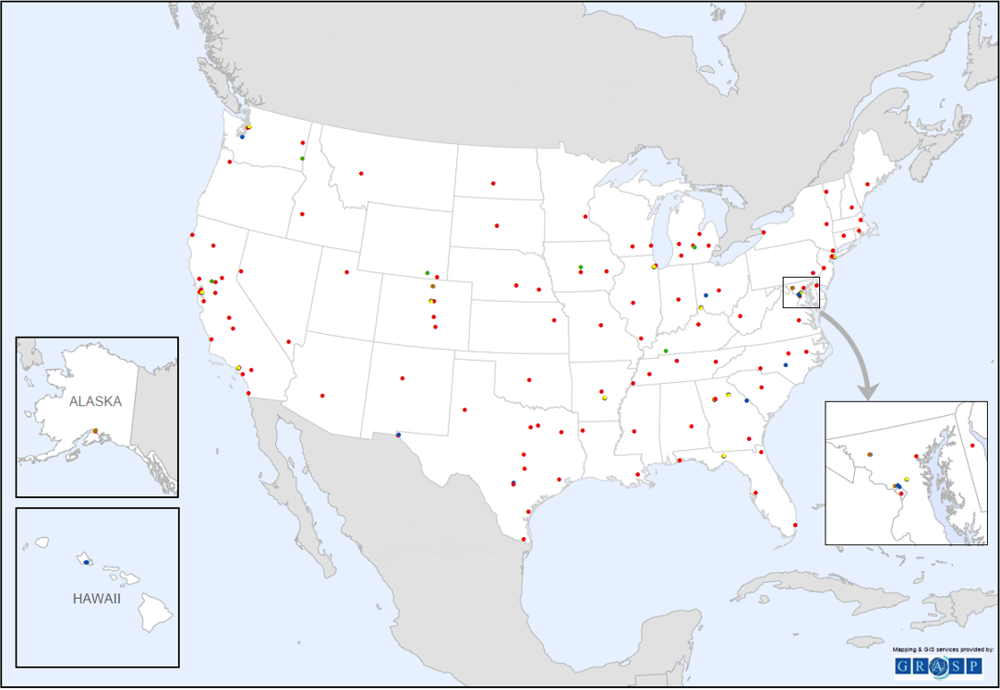 ALASKA
HAWAII
Mapping & GIS services provided by:
GRASP